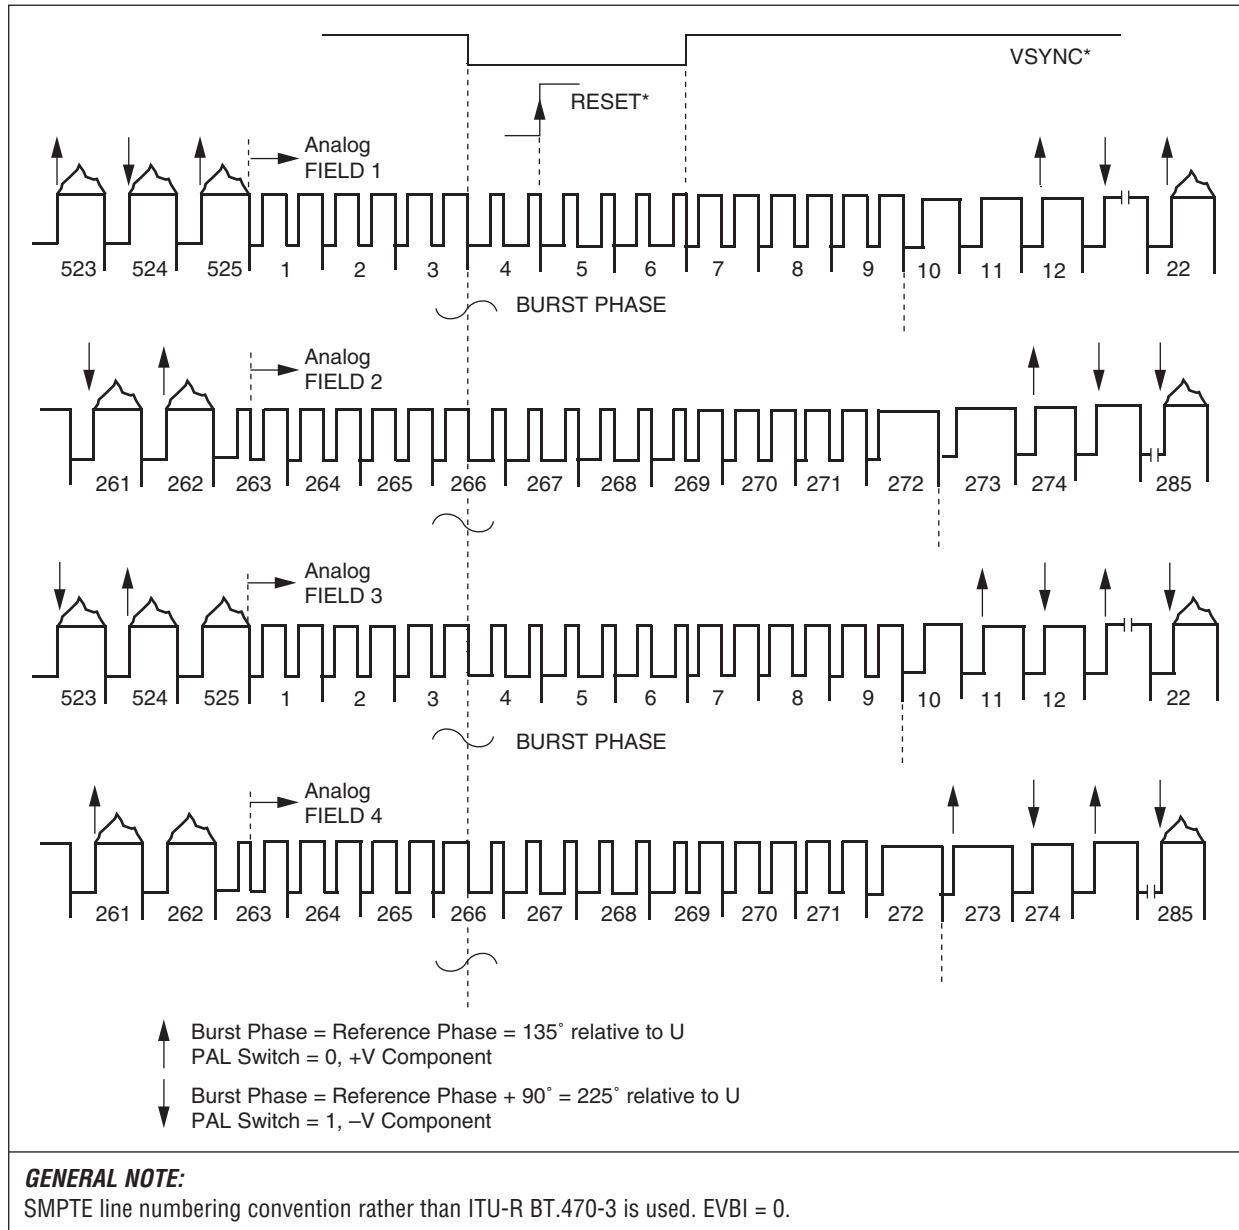 VSYNC*
RESET*
Analog
FIELD 1
523 524 525 1 2 3 4 5 6 7 8 9 10 11 12 22
BURST PHASE
Analog
FIELD 2
261 262 263 264 265 266 267 268 269 270 271 272 273 274 285
Analog
FIELD 3
523 524 525 1 2 3 4 5 6 7 8 9 10 11 12 22
BURST PHASE
Analog
FIELD 4
261 262 263 264 265 266 267 268 269 270 271 272 273 274 285
Burst Phase = Reference Phase = 135° relative to U
PAL Switch = 0, +V Component
Burst Phase = Reference Phase + 90° = 225° relative to U
PAL Switch = 1, –V Component
GENERAL NOTE:
SMPTE line numbering convention rather than ITU-R BT.470-3 is used. EVBI = 0.